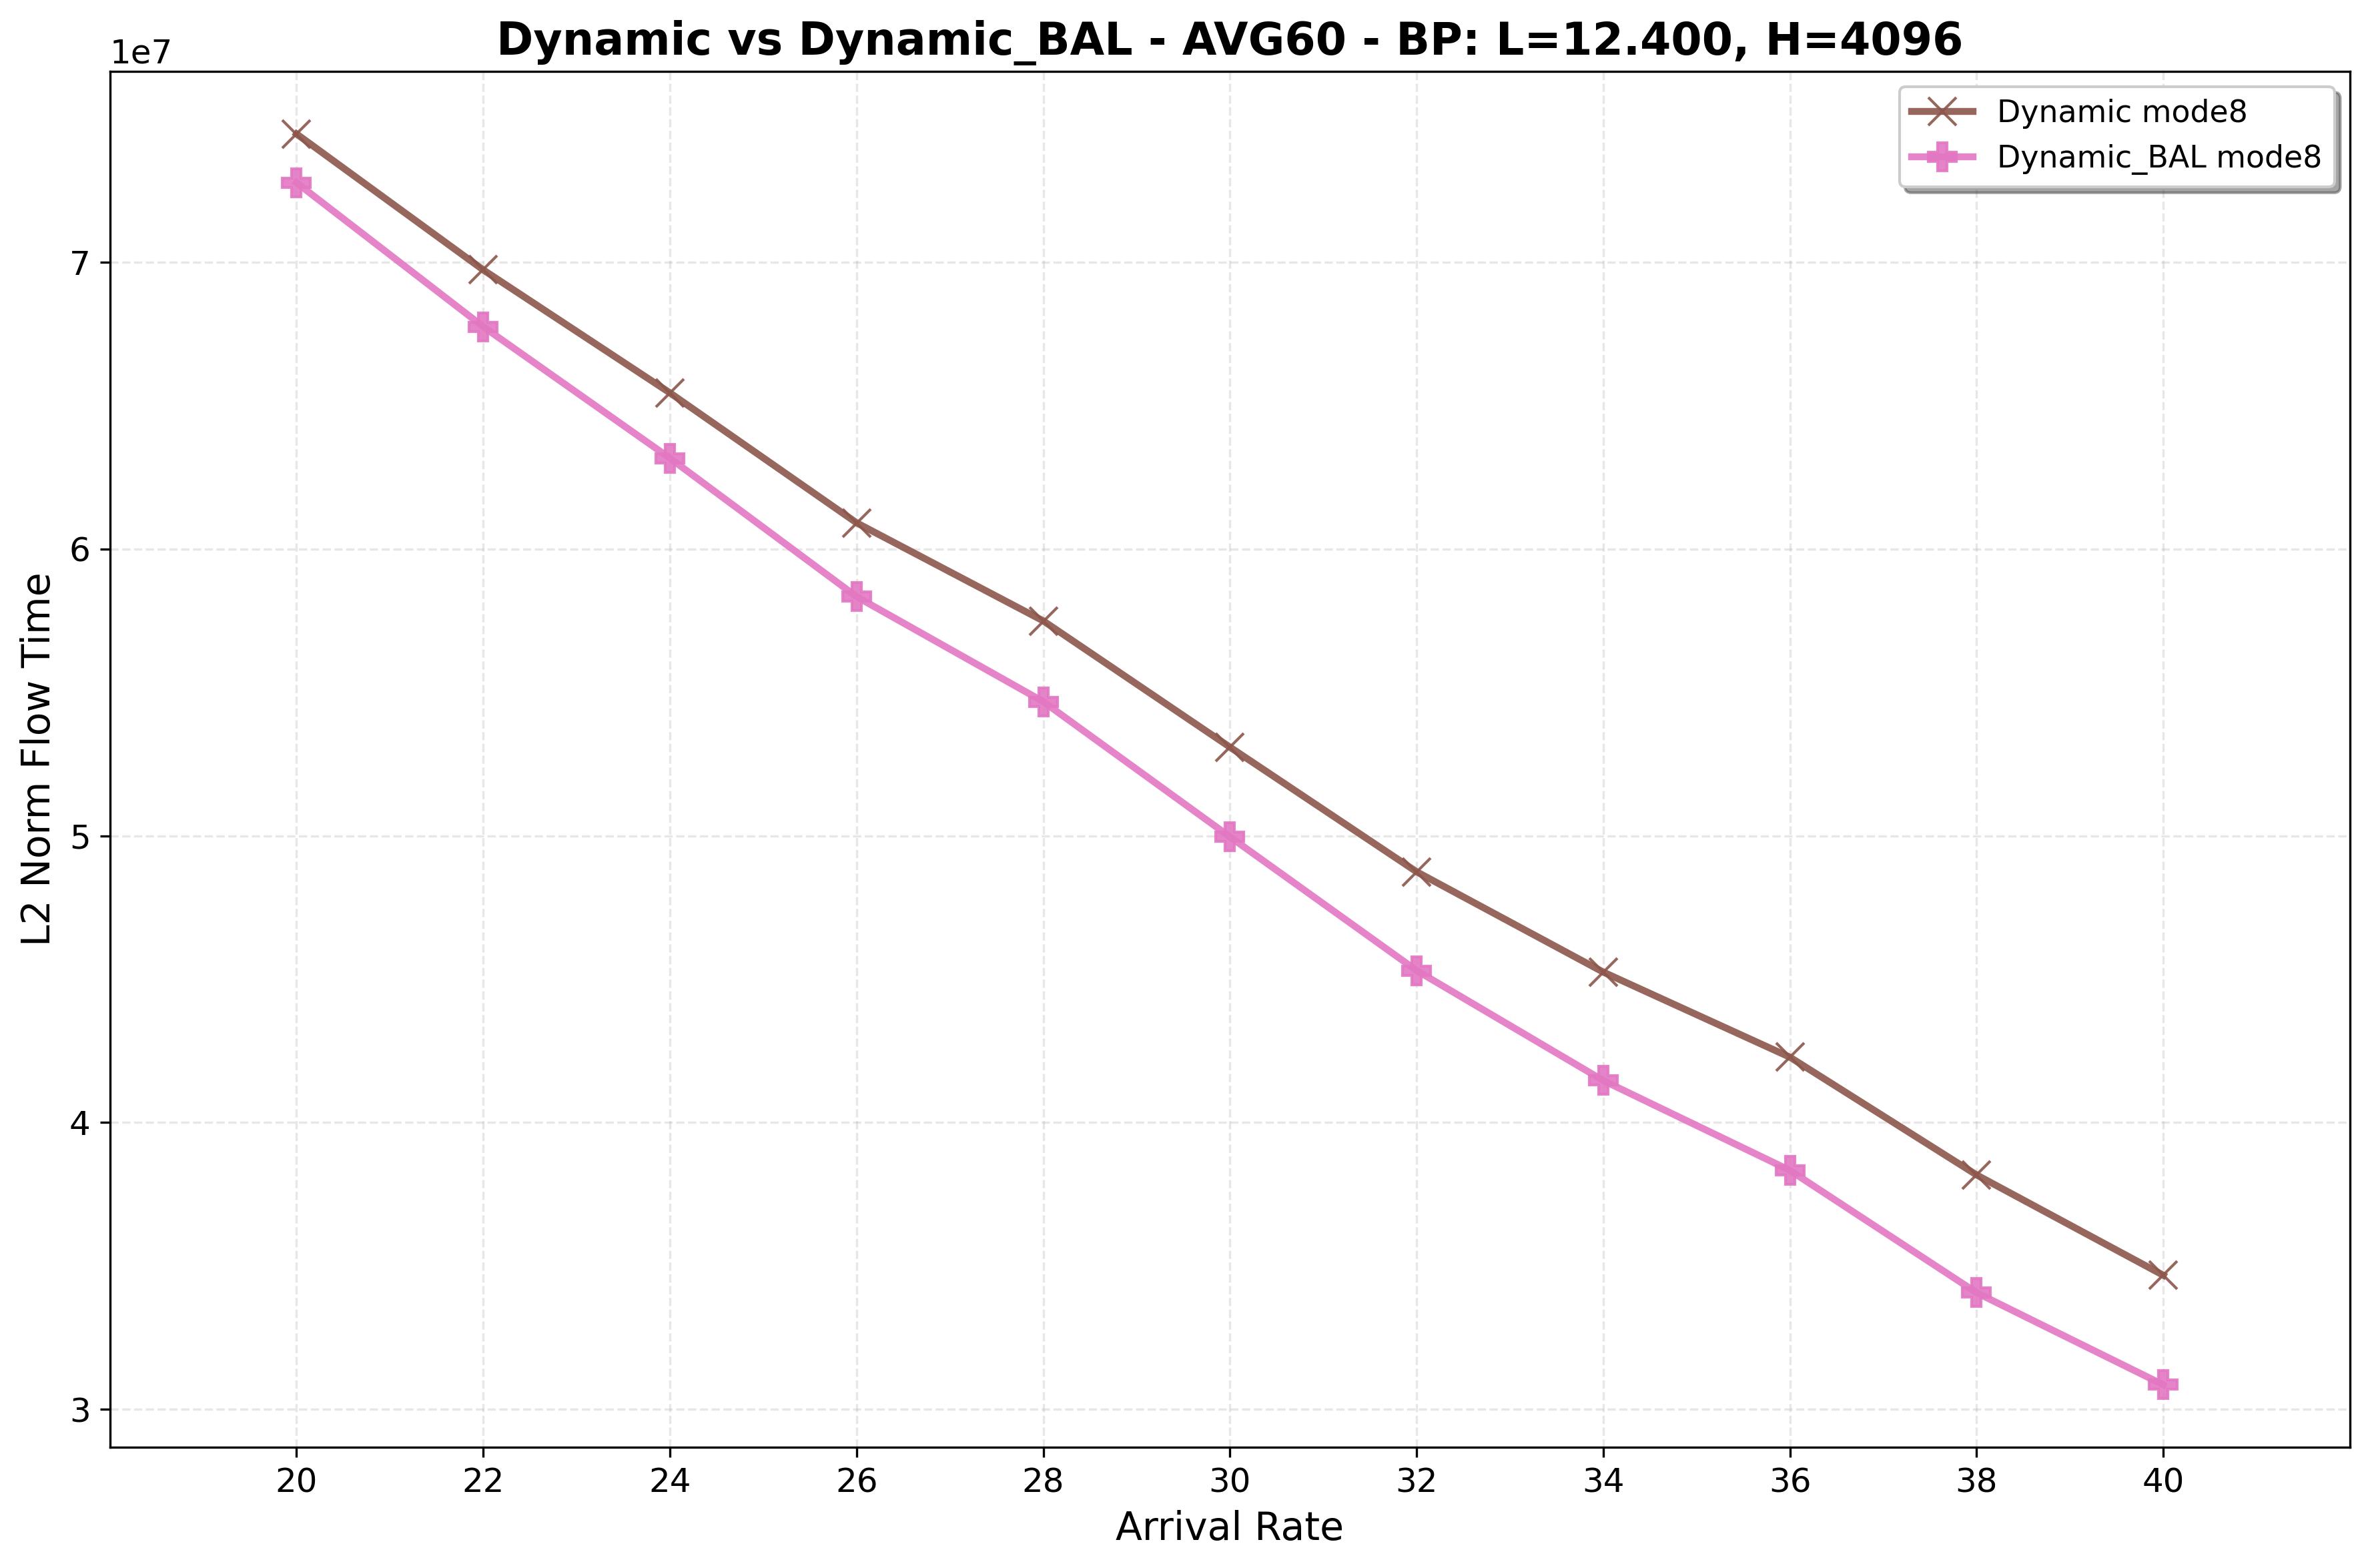 Dynamic vs Dynamic_BAL - AVG60 - BP: L=12.400, H=4096
1e7
Dynamic mode8
Dynamic_BAL mode8
7
6
5
4
3
L2 Norm Flow Time
20 22 24 26 28 30 32 34 36 38 40
Arrival Rate